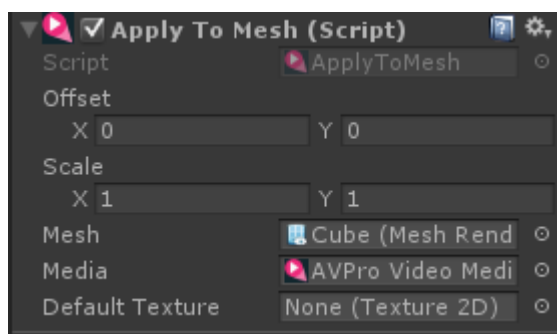 Apply To Mesh (Script)
Script ApplyToMesh
Offset
X 0 Y 0
Scale
X 1 Y 1
Mesh Cube (Mesh Rend
Media AVPro Video Medi
Default Texture None (Texture 2D)